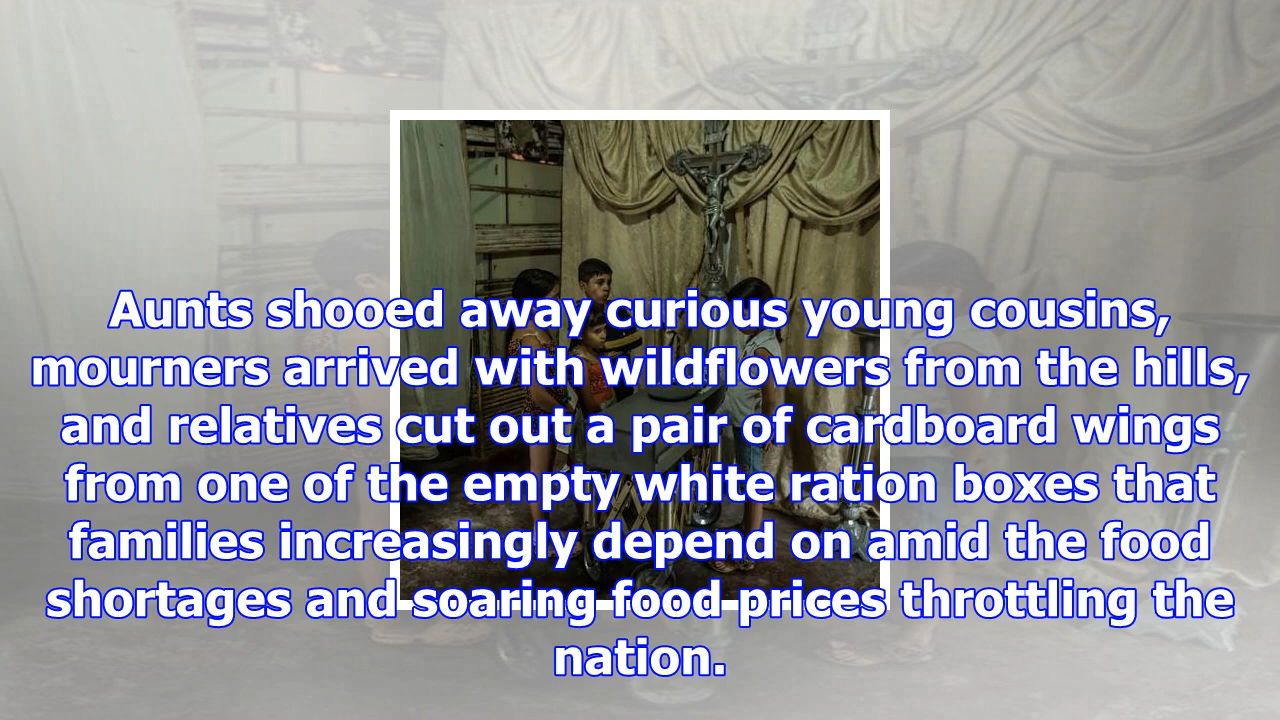 Aunts shooed away curious young cousins,
mourners arrived with wildflowers from the hills,
and relatives cut out a pair of cardboard wings
from one of the empty white ration boxes that
families increasingly depend on amid the food
shortages and soaring food prices throttling the
nation.